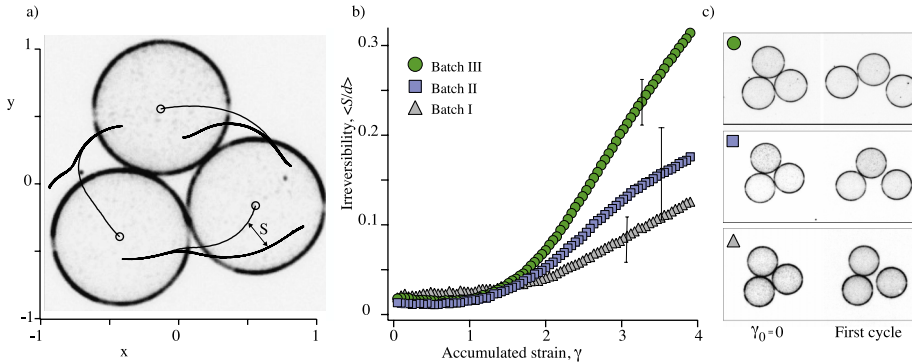 a)
1
y
0
-1
S
-1
0
1
x
b)
0.3
Irreversibility, <S/d>
0.2
0.1
0
Batch III
Batch II
Batch I
0
1
2
3
4
Accumulated strain, γ
c)
γ₀=0
First cycle